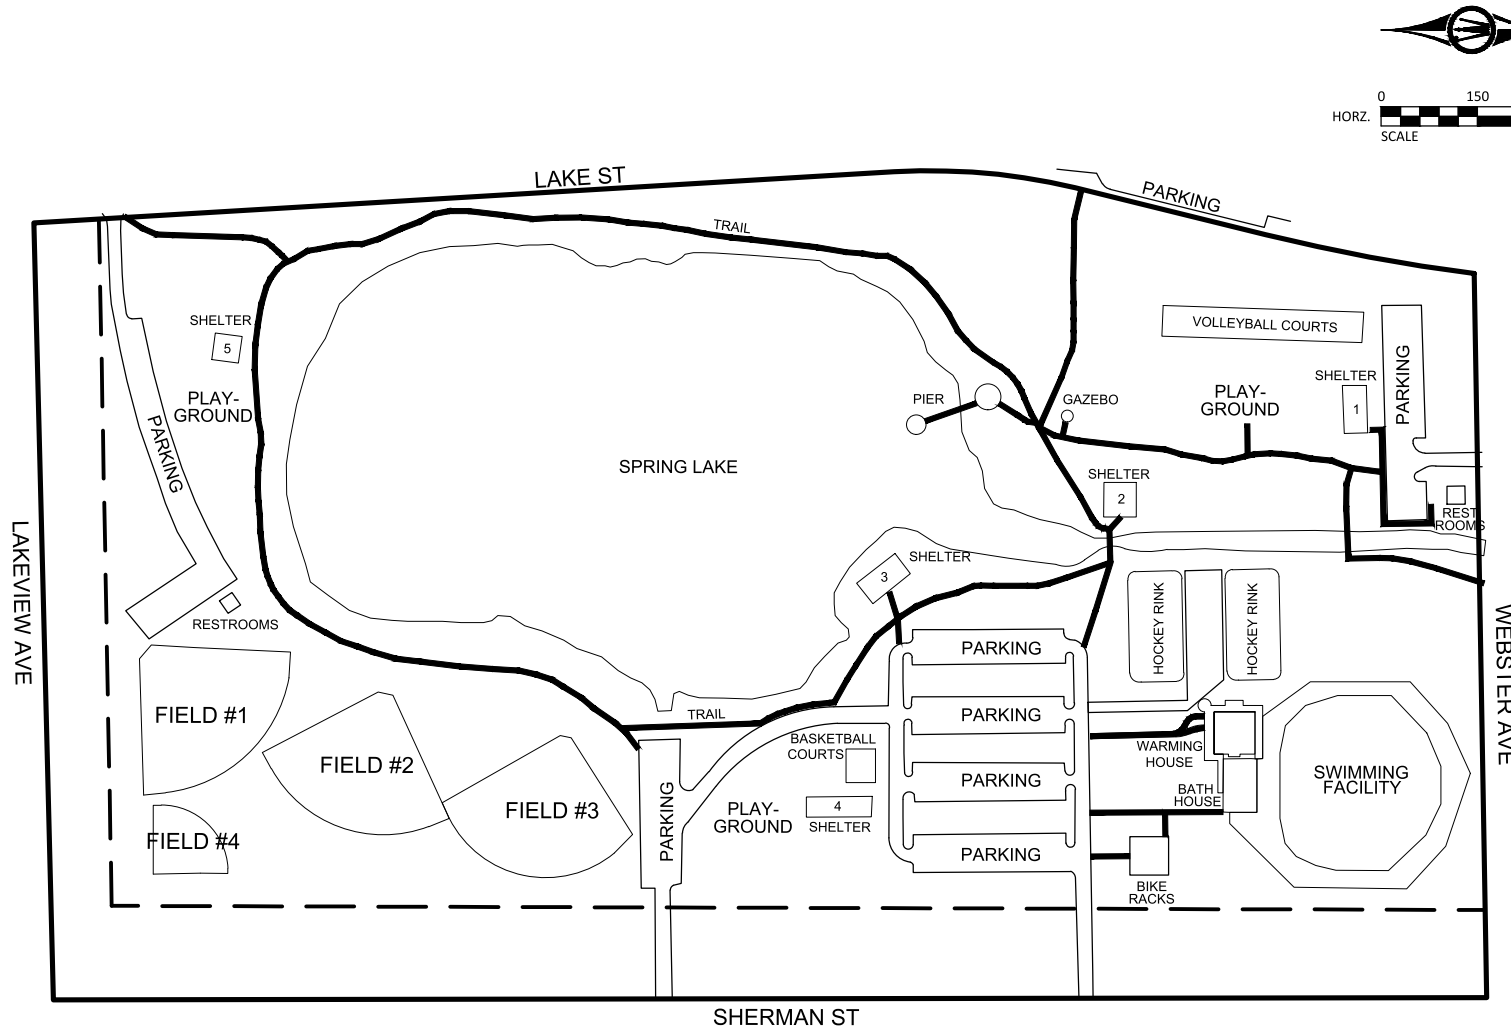 0 150
HORZ.
SCALE
LAKE ST
PARKING
TRAIL
SHELTER
5
VOLLEYBALL COURTS
PARKING
SHELTER
1
PLAY-
GROUND
PLAY-
GROUND
PIER
GAZEBO
PARKING
SPRING LAKE
SHELTER
2
REST
ROOMS
LAKEVIEW AVE
SHELTER
3
RESTROOMS
HOCKEY RINK
HOCKEY RINK
WEBSTER AVE
PARKING
FIELD #1
TRAIL
PARKING
BASKETBALL
COURTS
WARMING
HOUSE
FIELD #2
PARKING
SWIMMING
FACILITY
BATH
HOUSE
FIELD #3
PARKING
PLAY-
GROUND
4
SHELTER
FIELD #4
PARKING
BIKE
RACKS
SHERMAN ST